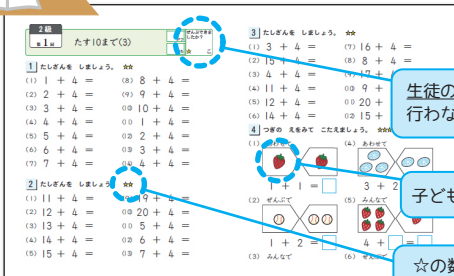 2級
第1回
たす10まで(3)
ぜんぶできましたか？
☆ こ
1 たしざんを しましょう。 ☆☆
(1) 1 + 4 =
(2) 2 + 4 =
(3) 3 + 4 =
(4) 4 + 4 =
(5) 5 + 4 =
(6) 6 + 4 =
(7) 7 + 4 =
(8) 8 + 4 =
(9) 9 + 4 =
(10) 10 + 4 =
(11) 1 + 4 =
(12) 2 + 4 =
(13) 3 + 4 =
(14) 4 + 4 =
2 たしざんを しましょう ☆☆
(1) 11 + 4 =
(2) 12 + 4 =
(3) 13 + 4 =
(4) 14 + 4 =
(5) 15 + 4 =
19 + 4 =
(10) 20 + 4 =
(11) 5 + 4 =
(12) 6 + 4 =
(13) 7 + 4 =
3 たしざんを しましょう。 ☆☆
(1) 3 + 4 =
(2) 15 + 4 =
(3) 4 + 4 =
(4) 11 + 4 =
(5) 12 + 4 =
(6) 14 + 4 =
(7) 16 + 4 =
(8) 8 + 4 =
(9) 17 + 4
(10) 9 + 4 =
(11) 20 +
(12) 15 +
4 つぎの えをみて こたえましょう。 ☆☆☆
(1) あわせて
1 + 1 =
(2) ぜんぶで
1 + 2 =
(3) みんなで
(4) あわせて
3 + 2
(5) みんなで
4 + =
(6) ぜんぶで
生徒の
行わな
子ども
☆の数